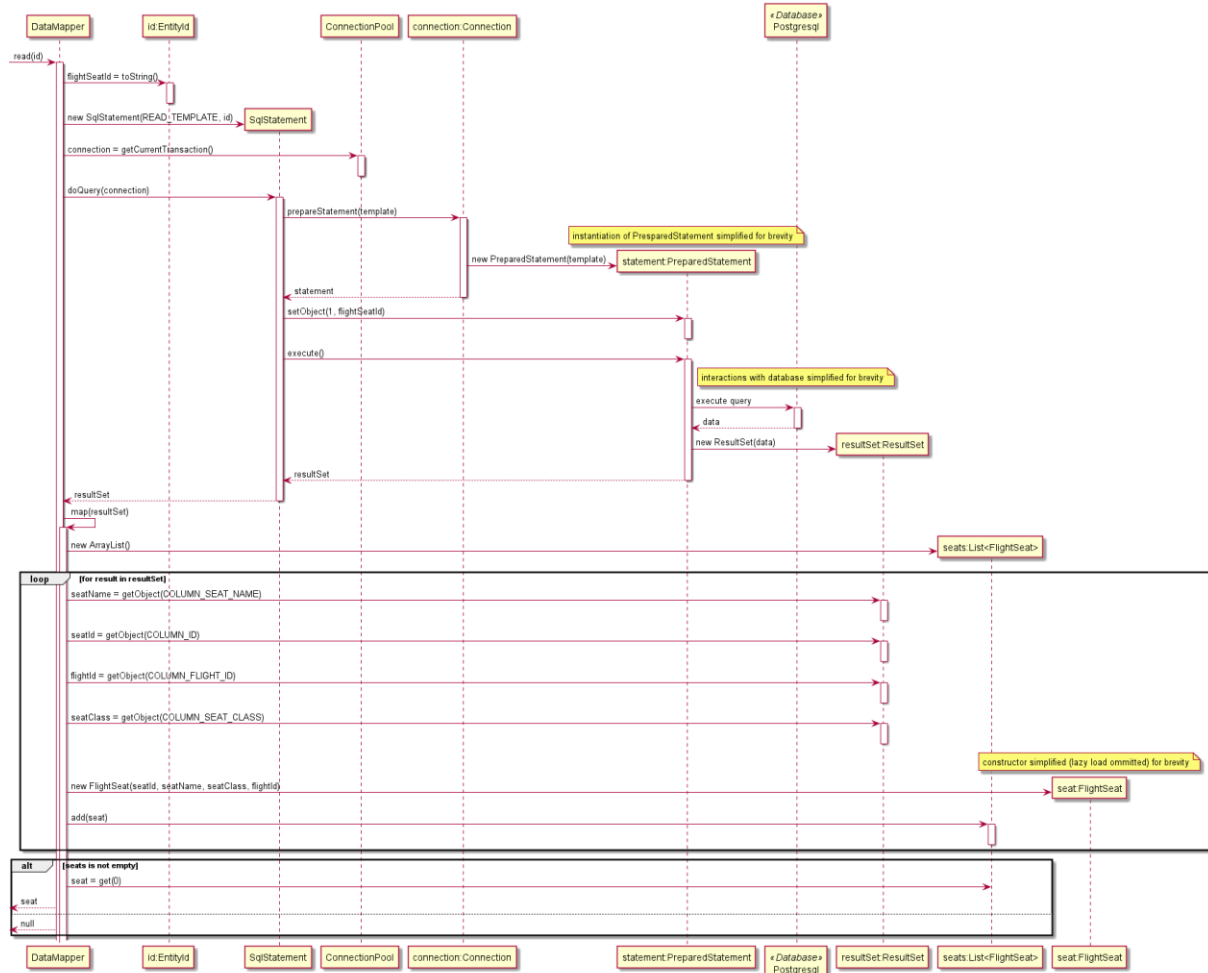 DataMapper
id:EntityId
ConnectionPool
connection:Connection
«Database»
Postgresql
read(id)
flightSeatId = toString()
new SqlStatement(READ_TEMPLATE, id)
SqlStatement
connection = getCurrentTransaction()
doQuery(connection)
prepareStatement(template)
instantiation of PresparedStatement simplified for brevity
new PreparedStatement(template)
statement:PreparedStatement
statement
setObject(1, flightSeatId)
execute()
interactions with database simplified for brevity
execute query
data
new ResultSet(data)
resultSet:ResultSet
resultSet
resultSet
map(resultSet)
new ArrayList()
seats:List<FlightSeat>
loop
[for result in resultSet]
seatName = getObject(COLUMN_SEAT_NAME)
seatId = getObject(COLUMN_ID)
flightId = getObject(COLUMN_FLIGHT_ID)
seatClass = getObject(COLUMN_SEAT_CLASS)
constructor simplified (lazy load ommitted) for brevity
new FlightSeat(seatId, seatName, seatClass, flightId)
seat:FlightSeat
add(seat)
alt
[seats is not empty]
seat = get(0)
seat
null
DataMapper
id:EntityId
SqlStatement
ConnectionPool
connection:Connection
statement:PreparedStatement
«Database»
Postgresql
resultSet:ResultSet
seats:List<FlightSeat>
seat:FlightSeat